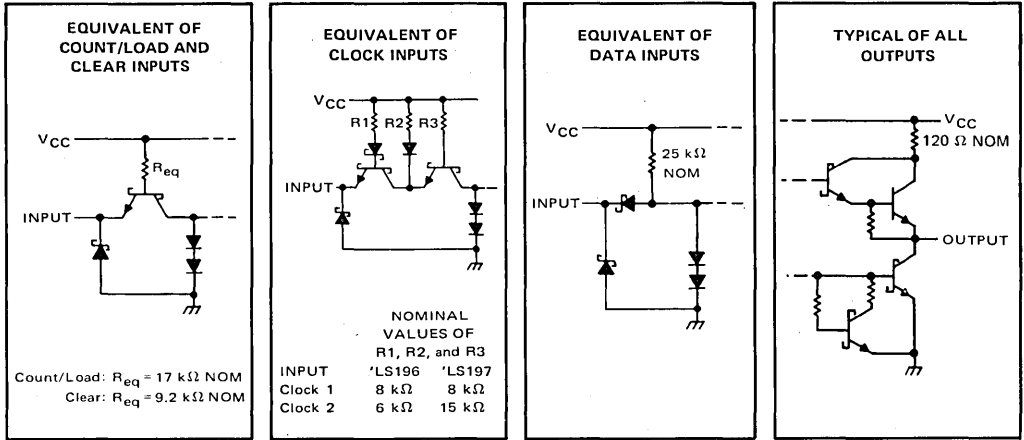 EQUIVALENT OF
COUNT/LOAD AND
CLEAR INPUTS
VCC
Req
INPUT
Count/Load: Req = 17 kΩ NOM
Clear: Req = 9.2 kΩ NOM
EQUIVALENT OF
CLOCK INPUTS
VCC
R1 R2 R3
INPUT
NOMINAL
VALUES OF
R1, R2, and R3
INPUT 'LS196 'LS197
Clock 1 8 kΩ 8 kΩ
Clock 2 6 kΩ 15 kΩ
EQUIVALENT OF
DATA INPUTS
VCC
25 kΩ
NOM
INPUT
TYPICAL OF ALL
OUTPUTS
VCC
120 Ω NOM
OUTPUT